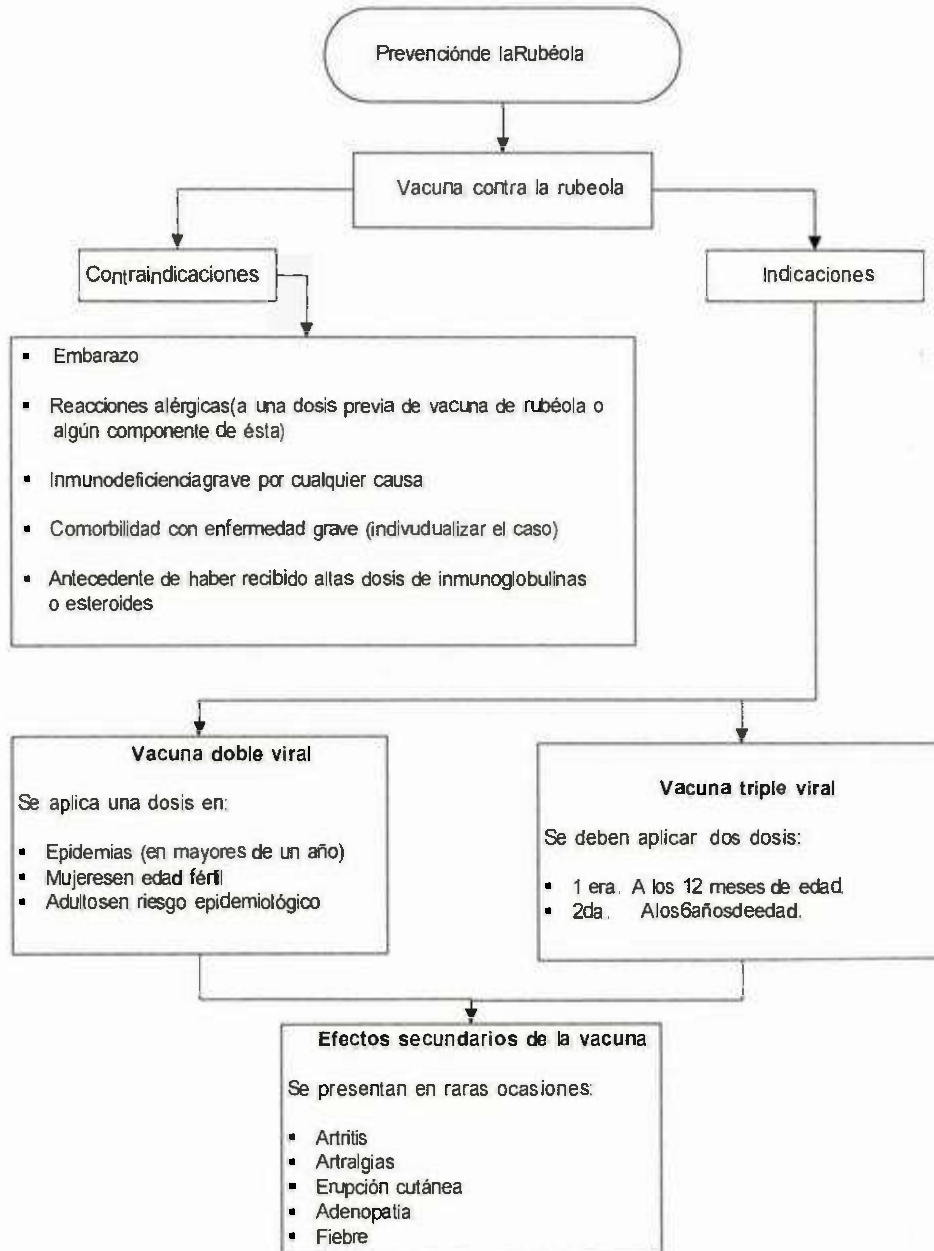 Prevenciónde laRubéola
Vacuna contra la rubeola
Contraindicaciones
Indicaciones
▪ Embarazo
▪ Reacciones alérgicas(a una dosis previa de vacuna de rubéola o
algún componente de ésta)
▪ Inmunodeficienciagrave por cualquier causa
▪ Comorbilidad con enfermedad grave (indivudualizar el caso)
▪ Antecedente de haber recibido altas dosis de inmunoglobulinas
o esteroides
Vacuna doble viral
Se aplica una dosis en:
▪ Epidemias (en mayores de un año)
▪ Mujeresen edad fértil
▪ Adultosen riesgo epidemiológico
Vacuna triple viral
Se deben aplicar dos dosis:
▪ 1 era. A los 12 meses de edad.
▪ 2da. Alos6añosdeedad.
Efectos secundarios de la vacuna
Se presentan en raras ocasiones:
▪ Artritis
▪ Artralgias
▪ Erupción cutánea
▪ Adenopatia
▪ Fiebre